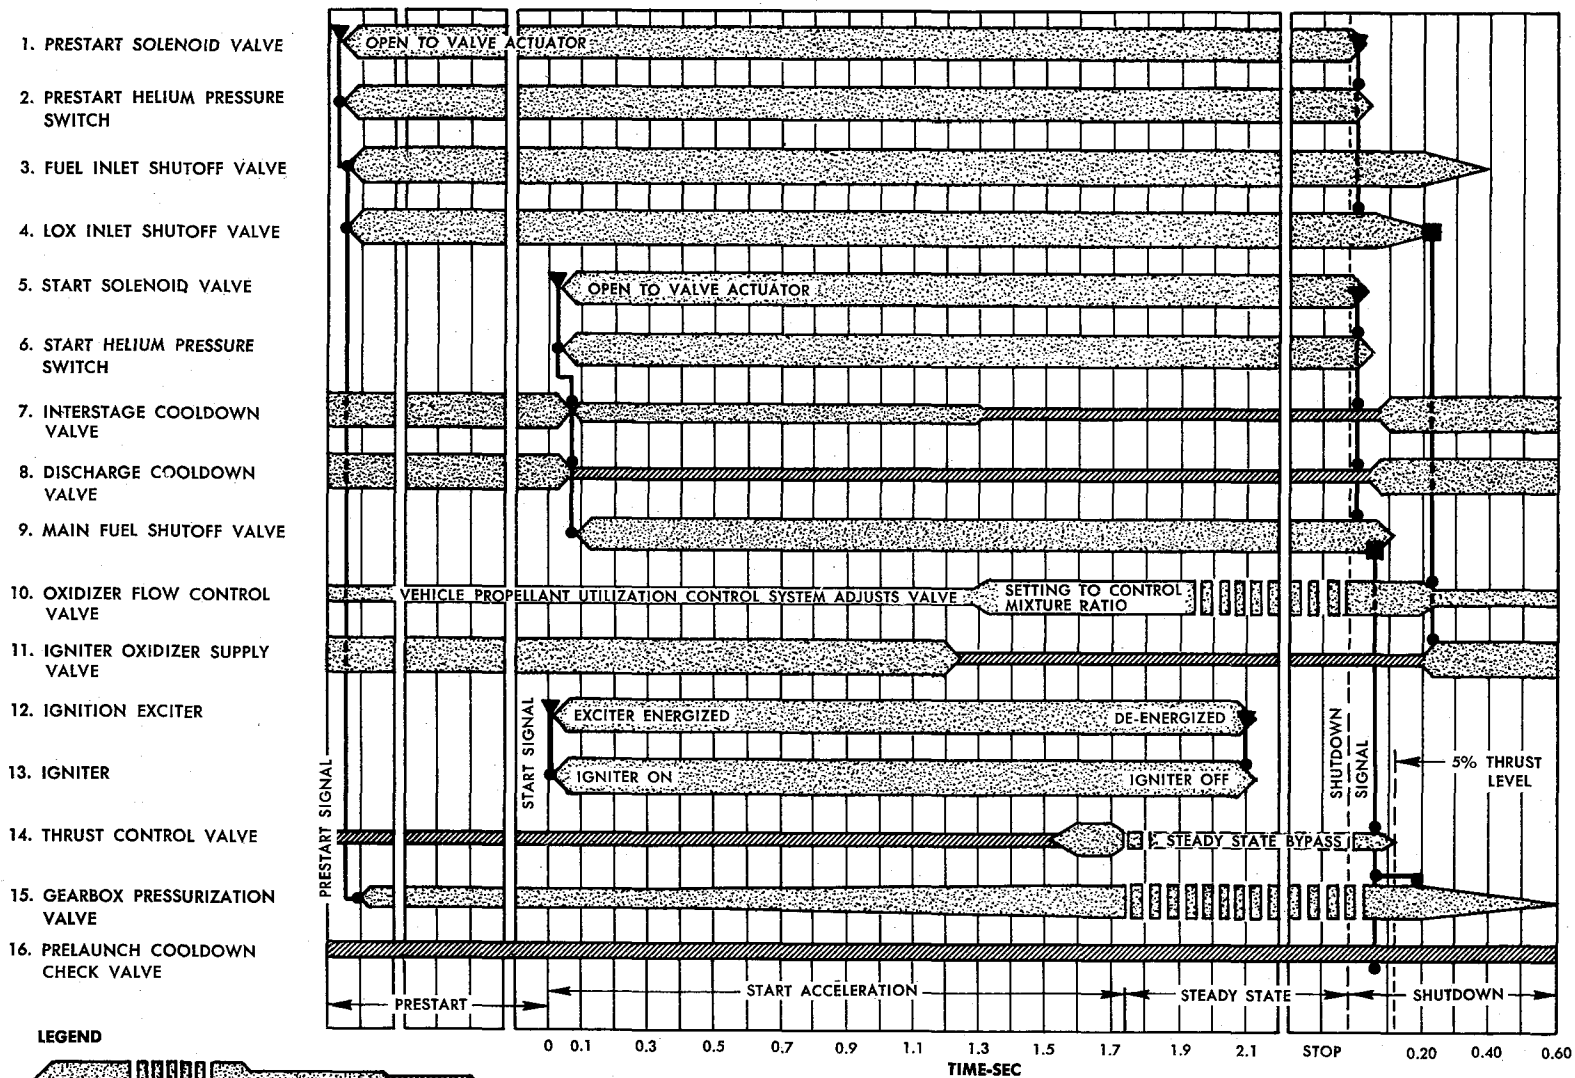 1. PRESTART SOLENOID VALVE
OPEN TO VALVE ACTUATOR
2. PRESTART HELIUM PRESSURE
SWITCH
3. FUEL INLET SHUTOFF VALVE
4. LOX INLET SHUTOFF VALVE
5. START SOLENOID VALVE
OPEN TO VALVE ACTUATOR
6. START HELIUM PRESSURE
SWITCH
7. INTERSTAGE COOLDOWN
VALVE
8. DISCHARGE COOLDOWN
VALVE
9. MAIN FUEL SHUTOFF VALVE
10. OXIDIZER FLOW CONTROL
VALVE
VEHICLE PROPELLANT UTILIZATION CONTROL SYSTEM ADJUSTS VALVE
SETTING TO CONTROL
MIXTURE RATIO
11. IGNITER OXIDIZER SUPPLY
VALVE
12. IGNITION EXCITER
EXCITER ENERGIZED
DE-ENERGIZED
13. IGNITER
IGNITER ON
IGNITER OFF
PRESTART SIGNAL
START SIGNAL
SHUTDOWN
SIGNAL
5% THRUST
LEVEL
14. THRUST CONTROL VALVE
STEADY STATE BYPASS
15. GEARBOX PRESSURIZATION
VALVE
16. PRELAUNCH COOLDOWN
CHECK VALVE
PRESTART
START ACCELERATION
STEADY STATE
SHUTDOWN
LEGEND
0 0.1 0.3 0.5 0.7 0.9 1.1 1.3 1.5 1.7 1.9 2.1 STOP 0.20 0.40 0.60
TIME-SEC